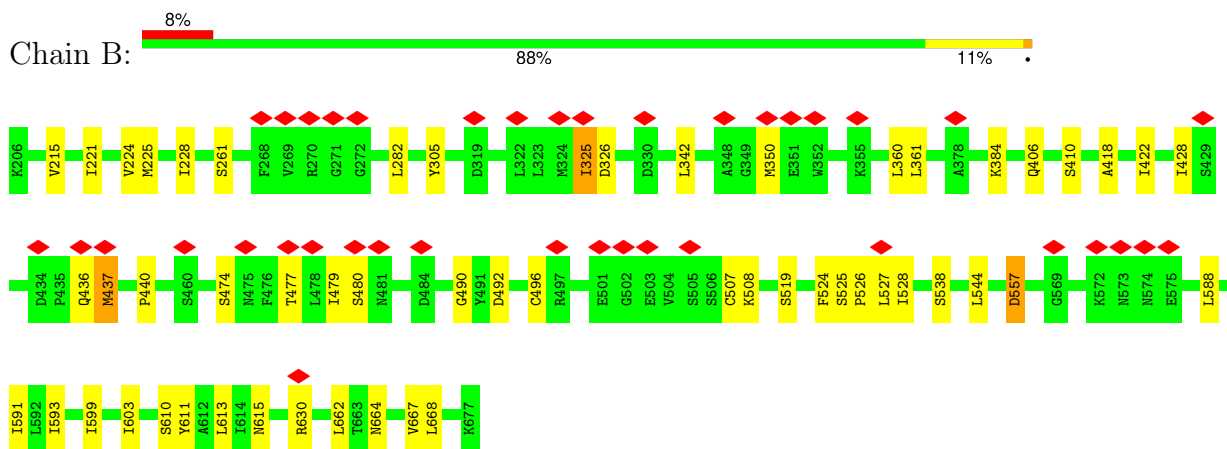 8%
Chain B:
88% 11% •
K206 V215 I221 V224 M225 I228 S261 F268 V269 R270 G271 G272 L282 Y305 D319 L322 L323 M324 I325 D326 D330 L342 A348 G349 M350 E351 W352 K355 L360 L361 A378 K384 Q406 S410 A418 I422 I428 S429
D434 P435 Q436 M437 P440 S460 S474 N475 F476 T477 L478 I479 S480 N481 D484 G490 Y491 D492 C496 R497 E501 G502 E503 V504 S505 S506 C507 K508 S519 F524 S525 P526 L527 I528 S538 L544 D557 G569 K572 N573 N574 E575 L588
I591 L592 I593 I599 I603 S610 Y611 A612 L613 I614 N615 R630 L662 T663 N664 V667 L668 K677